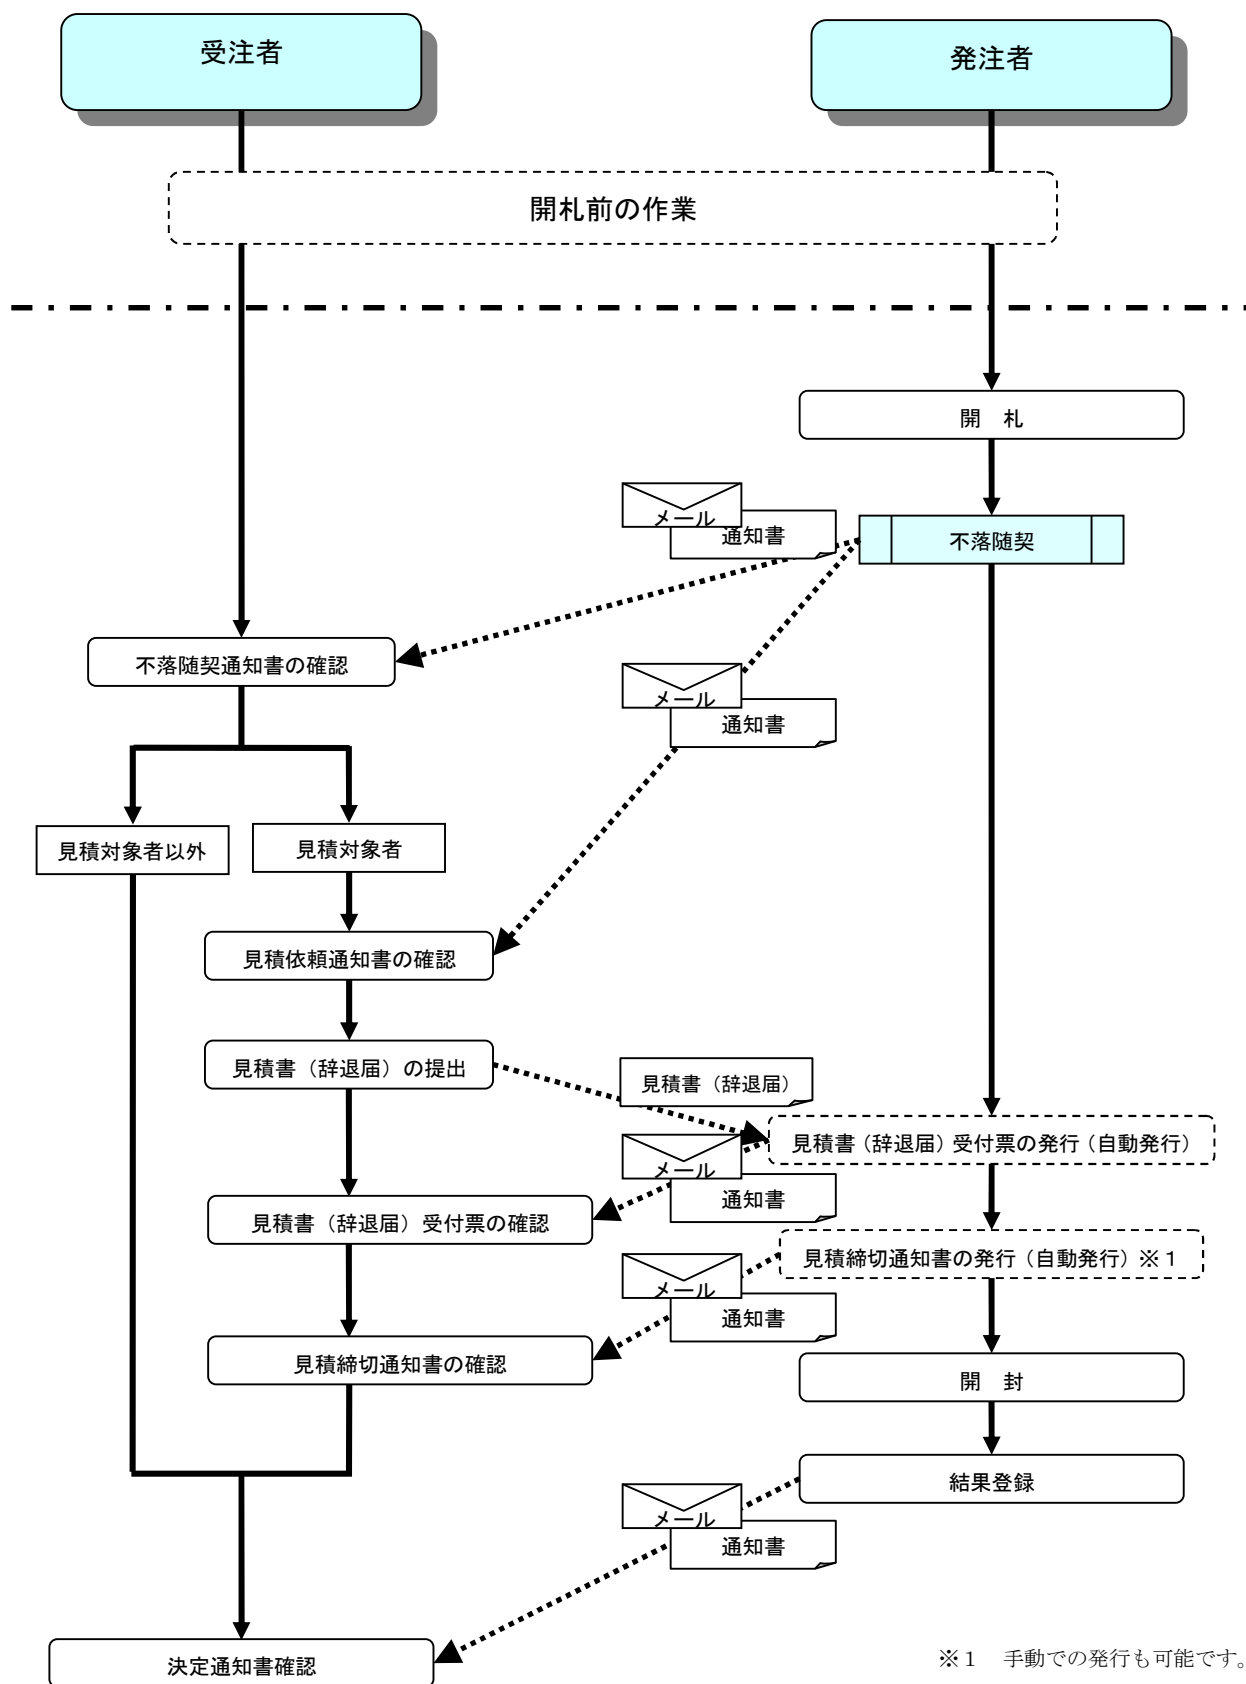 受注者
発注者
開札前の作業
開　札
メール
通知書
不落随契
不落随契通知書の確認
メール
通知書
見積対象者以外
見積対象者
見積依頼通知書の確認
見積書（辞退届）の提出
見積書（辞退届）
見積書（辞退届）受付票の発行（自動発行）
メール
通知書
見積書（辞退届）受付票の確認
見積締切通知書の発行（自動発行）※１
メール
通知書
見積締切通知書の確認
開　封
結果登録
メール
通知書
決定通知書確認
※１　手動での発行も可能です。